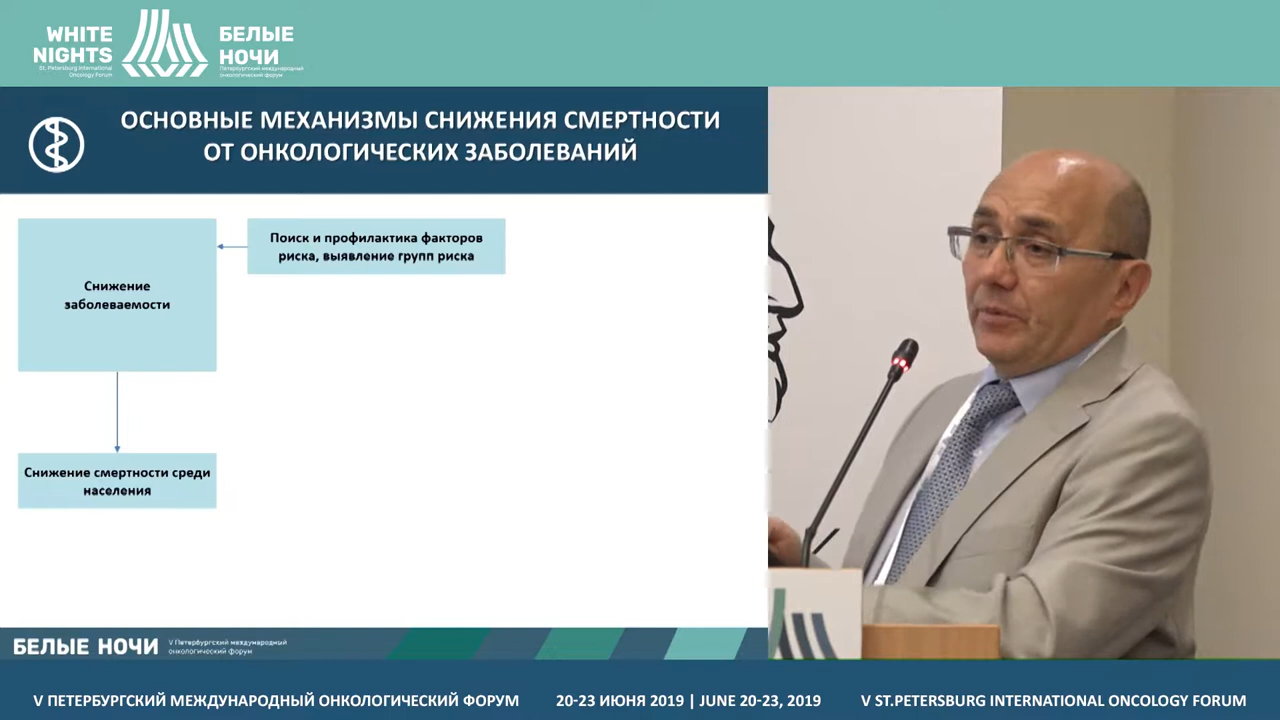 WHITE
NIGHTS
St. Petersburg International
Oncology Forum
БЕЛЫЕ
НОЧИ
Петербургский международный
онкологический форум
ОСНОВНЫЕ МЕХАНИЗМЫ СНИЖЕНИЯ СМЕРТНОСТИ
ОТ ОНКОЛОГИЧЕСКИХ ЗАБОЛЕВАНИЙ
Поиск и профилактика факторов
риска, выявление групп риска
Снижение
заболеваемости
Снижение смертности среди
населения
БЕЛЫЕ НОЧИ
V Петербургский международный
онкологический форум
V ПЕТЕРБУРГСКИЙ МЕЖДУНАРОДНЫЙ ОНКОЛОГИЧЕСКИЙ ФОРУМ
20-23 ИЮНЯ 2019 | JUNE 20-23, 2019
V ST.PETERSBURG INTERNATIONAL ONCOLOGY FORUM